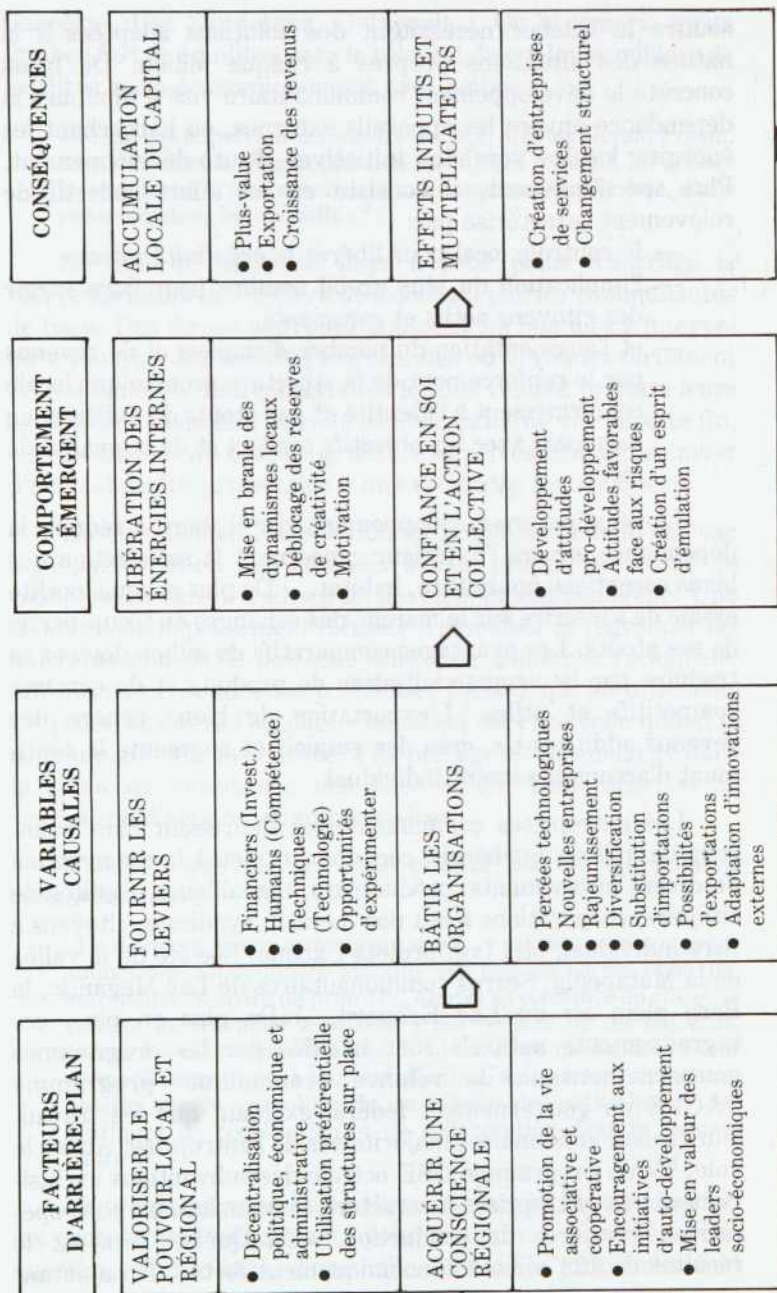 FACTEURS
D'ARRIÈRE-PLAN
VALORISER LE
POUVOIR LOCAL ET
RÉGIONAL
• Décentralisation
politique, économique et
administrative
• Utilisation préférentielle
des structures sur place
ACQUÉRIR UNE
CONSCIENCE
RÉGIONALE
• Promotion de la vie
associative et
coopérative
• Encouragement aux
initiatives
d'auto-développement
• Mise en valeur des
leaders
socio-économiques
VARIABLES
CAUSALES
FOURNIR LES
LEVIERS
• Financiers (Invest.)
• Humains (Compétence)
• Techniques
(Technologie)
• Opportunités
d'expérimenter
BÂTIR LES
ORGANISATIONS
• Percées technologiques
• Nouvelles entreprises
• Rajeunissement
• Diversification
• Substitution
d'importations
• Possibilités
d'exportations
• Adaptation d'innovations
externes
COMPORTEMENT
ÉMERGENT
LIBÉRATION DES
ÉNERGIES INTERNES
• Mise en branle des
dynamismes locaux
• Déblocage des réserves
de créativité
• Motivation
CONFIANCE EN SOI
ET EN L'ACTION
COLLECTIVE
• Développement
d'attitudes
pro-développement
• Attitudes favorables
face aux risques
• Création d'un esprit
d'émulation
CONSÉQUENCES
ACCUMULATION
LOCALE DU CAPITAL
• Plus-value
• Exportation
• Croissance des revenus
EFFETS INDUITS ET
MULTIPLICATEURS
• Création d'entreprises
de services
• Changement structurel